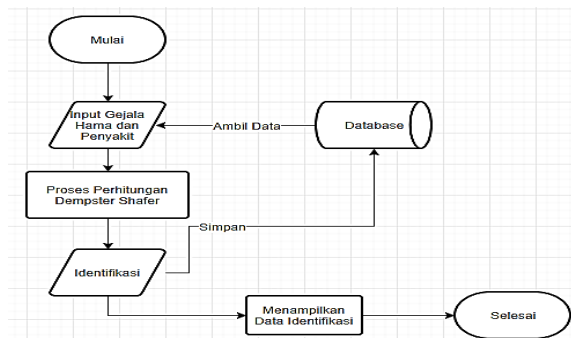 Mulai
Input Gejala
Hama dan
Penyakit
Ambil Data
Database
Proses Perhitungan
Dempster Shafer
Simpan
Identifikasi
Menampilkan
Data Identifikasi
Selesai